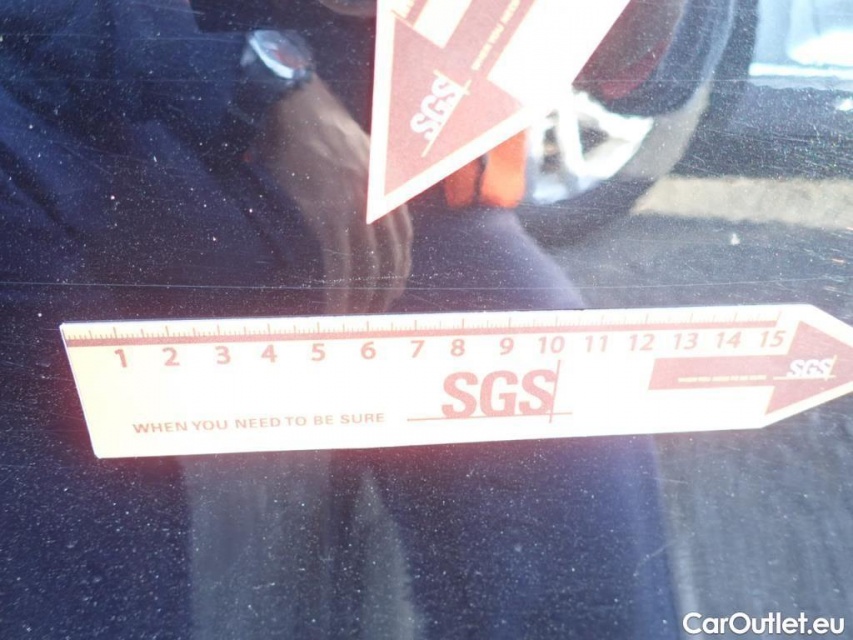 SGS
1 2 3 4 5 6 7 8 9 10 11 12 13 14 15
SGS
SGS
WHEN YOU NEED TO BE SURE
CarOutlet.eu